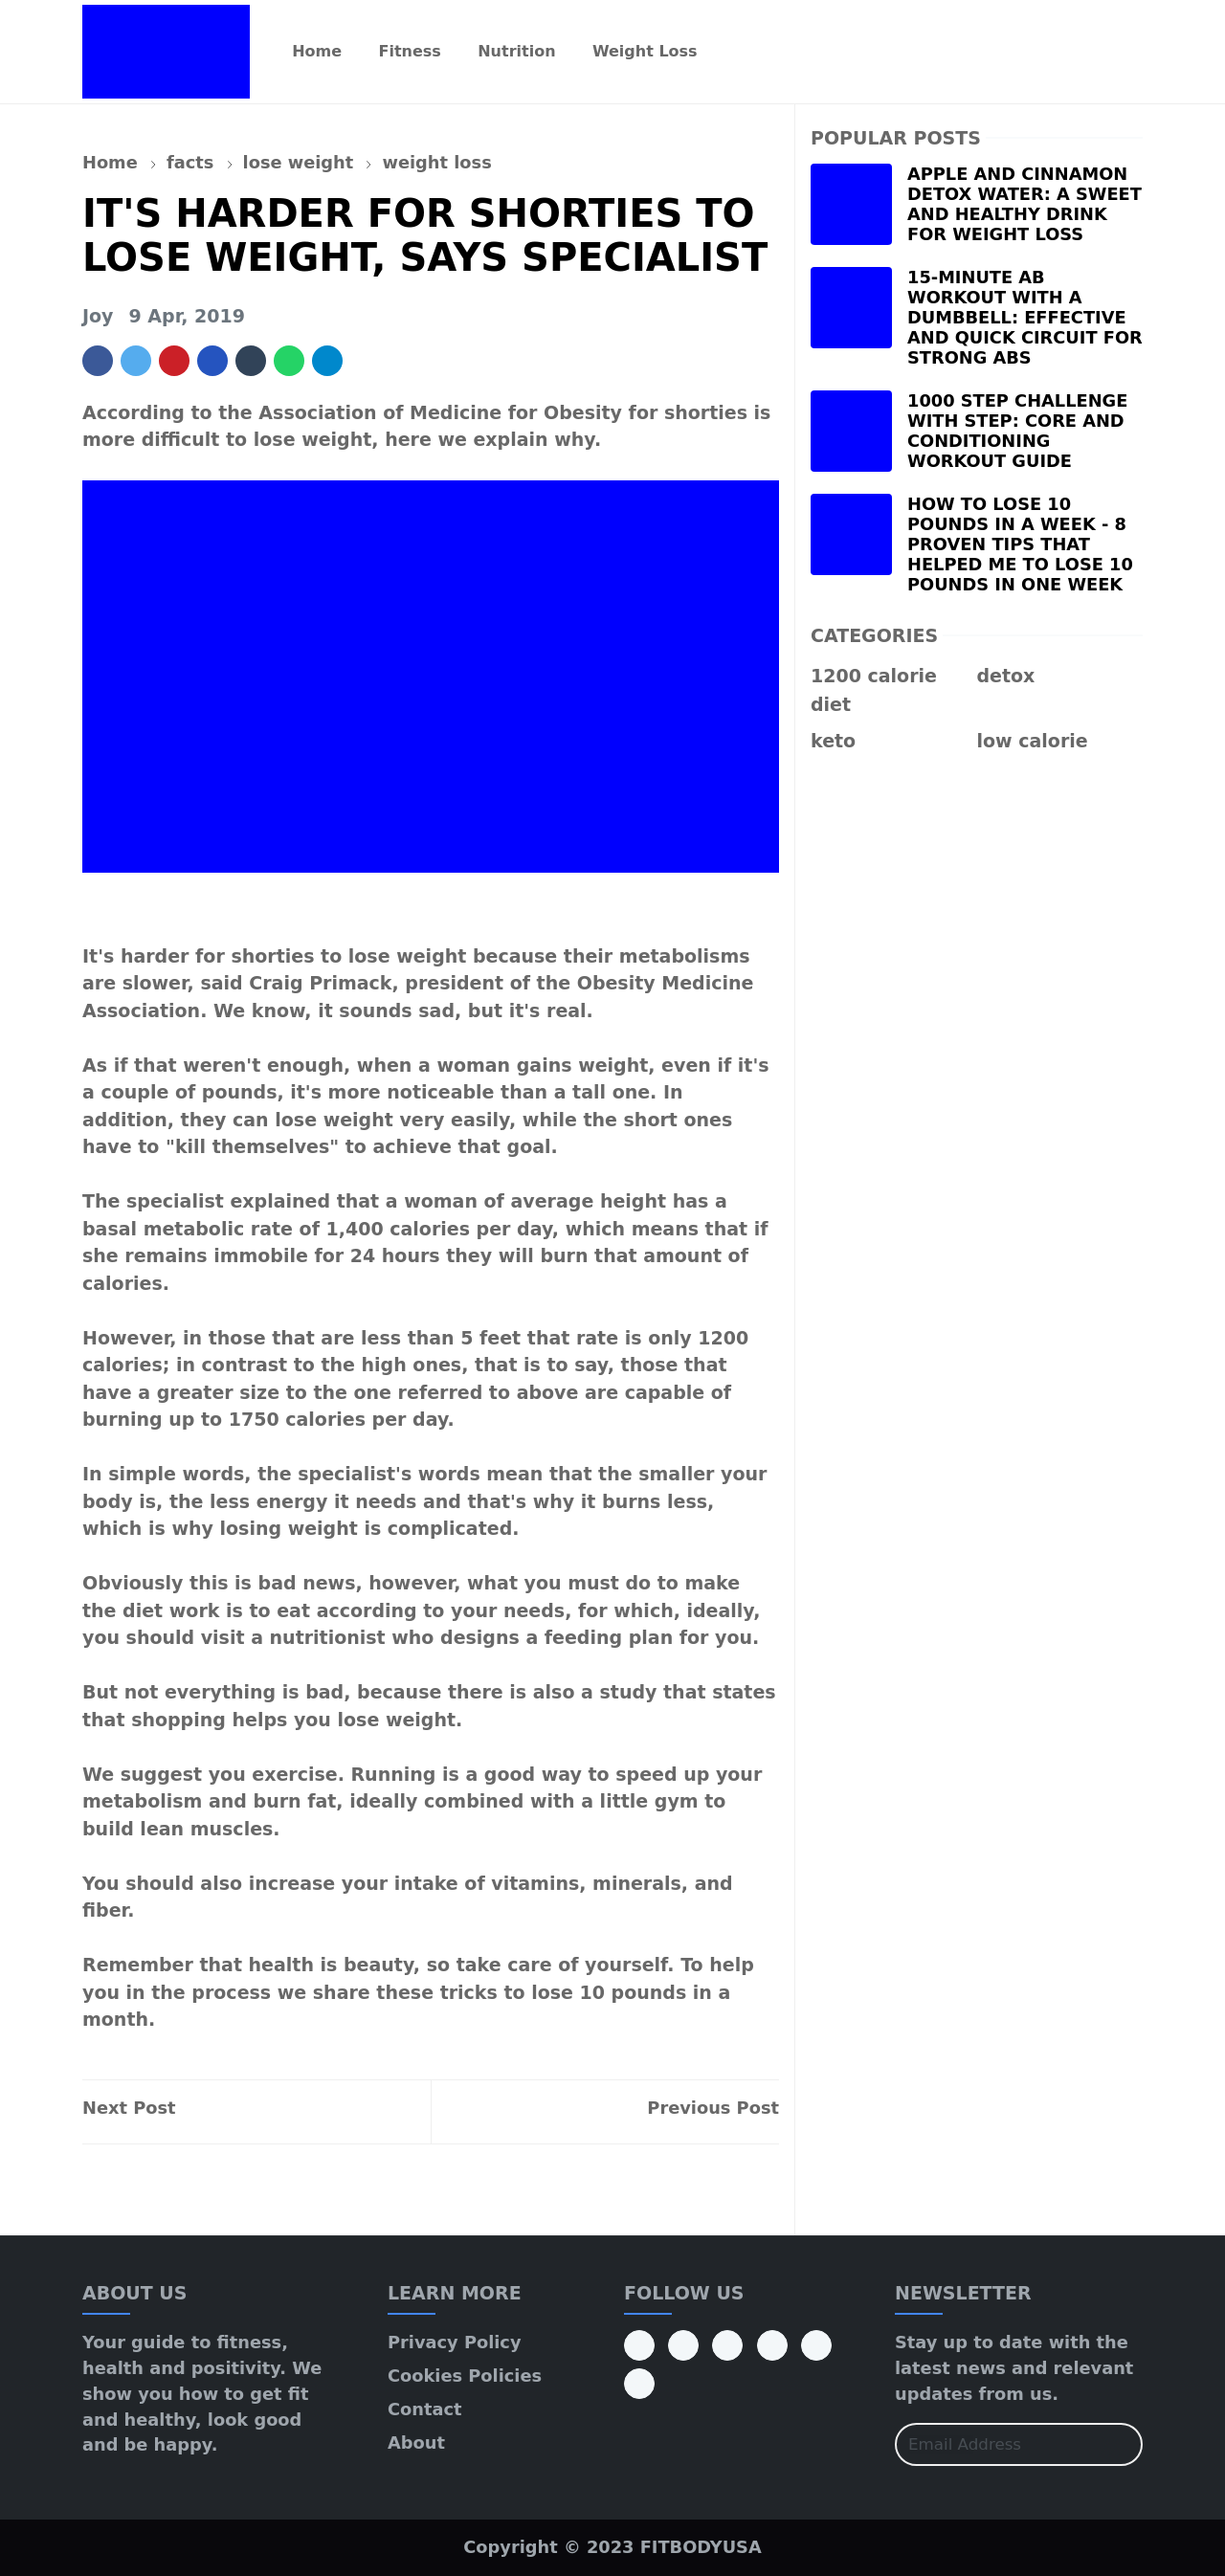 Home Fitness Nutrition Weight Loss
Home › facts › lose weight › weight loss
IT'S HARDER FOR SHORTIES TO
LOSE WEIGHT, SAYS SPECIALIST
Joy 9 Apr, 2019
According to the Association of Medicine for Obesity for shorties is
more difficult to lose weight, here we explain why.
It's harder for shorties to lose weight because their metabolisms
are slower, said Craig Primack, president of the Obesity Medicine
Association. We know, it sounds sad, but it's real.
As if that weren't enough, when a woman gains weight, even if it's
a couple of pounds, it's more noticeable than a tall one. In
addition, they can lose weight very easily, while the short ones
have to "kill themselves" to achieve that goal.
The specialist explained that a woman of average height has a
basal metabolic rate of 1,400 calories per day, which means that if
she remains immobile for 24 hours they will burn that amount of
calories.
However, in those that are less than 5 feet that rate is only 1200
calories; in contrast to the high ones, that is to say, those that
have a greater size to the one referred to above are capable of
burning up to 1750 calories per day.
In simple words, the specialist's words mean that the smaller your
body is, the less energy it needs and that's why it burns less,
which is why losing weight is complicated.
Obviously this is bad news, however, what you must do to make
the diet work is to eat according to your needs, for which, ideally,
you should visit a nutritionist who designs a feeding plan for you.
But not everything is bad, because there is also a study that states
that shopping helps you lose weight.
We suggest you exercise. Running is a good way to speed up your
metabolism and burn fat, ideally combined with a little gym to
build lean muscles.
You should also increase your intake of vitamins, minerals, and
fiber.
Remember that health is beauty, so take care of yourself. To help
you in the process we share these tricks to lose 10 pounds in a
month.
Next Post
Previous Post
POPULAR POSTS
APPLE AND CINNAMON
DETOX WATER: A SWEET
AND HEALTHY DRINK
FOR WEIGHT LOSS
15-MINUTE AB
WORKOUT WITH A
DUMBBELL: EFFECTIVE
AND QUICK CIRCUIT FOR
STRONG ABS
1000 STEP CHALLENGE
WITH STEP: CORE AND
CONDITIONING
WORKOUT GUIDE
HOW TO LOSE 10
POUNDS IN A WEEK - 8
PROVEN TIPS THAT
HELPED ME TO LOSE 10
POUNDS IN ONE WEEK
CATEGORIES
1200 calorie
diet
detox
keto
low calorie
ABOUT US
Your guide to fitness,
health and positivity. We
show you how to get fit
and healthy, look good
and be happy.
LEARN MORE
Privacy Policy
Cookies Policies
Contact
About
FOLLOW US
NEWSLETTER
Stay up to date with the
latest news and relevant
updates from us.
Email Address
Copyright © 2023 FITBODYUSA